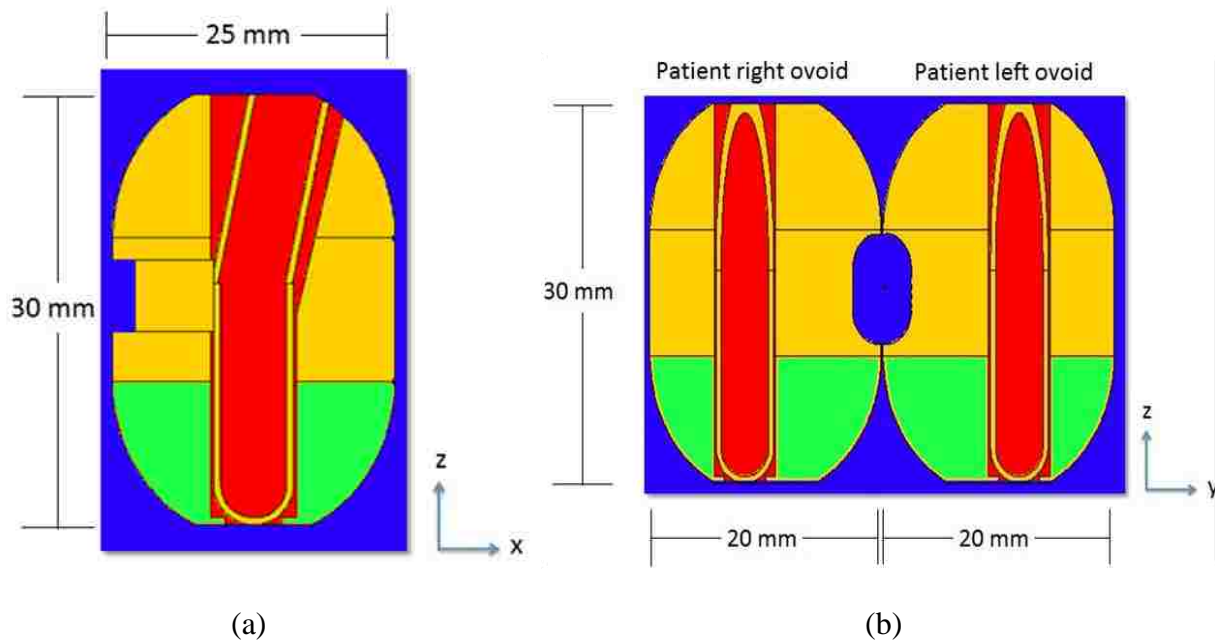 25 mm
30 mm
z
x
(a)
Patient right ovoid
Patient left ovoid
30 mm
z
y
20 mm
20 mm
(b)